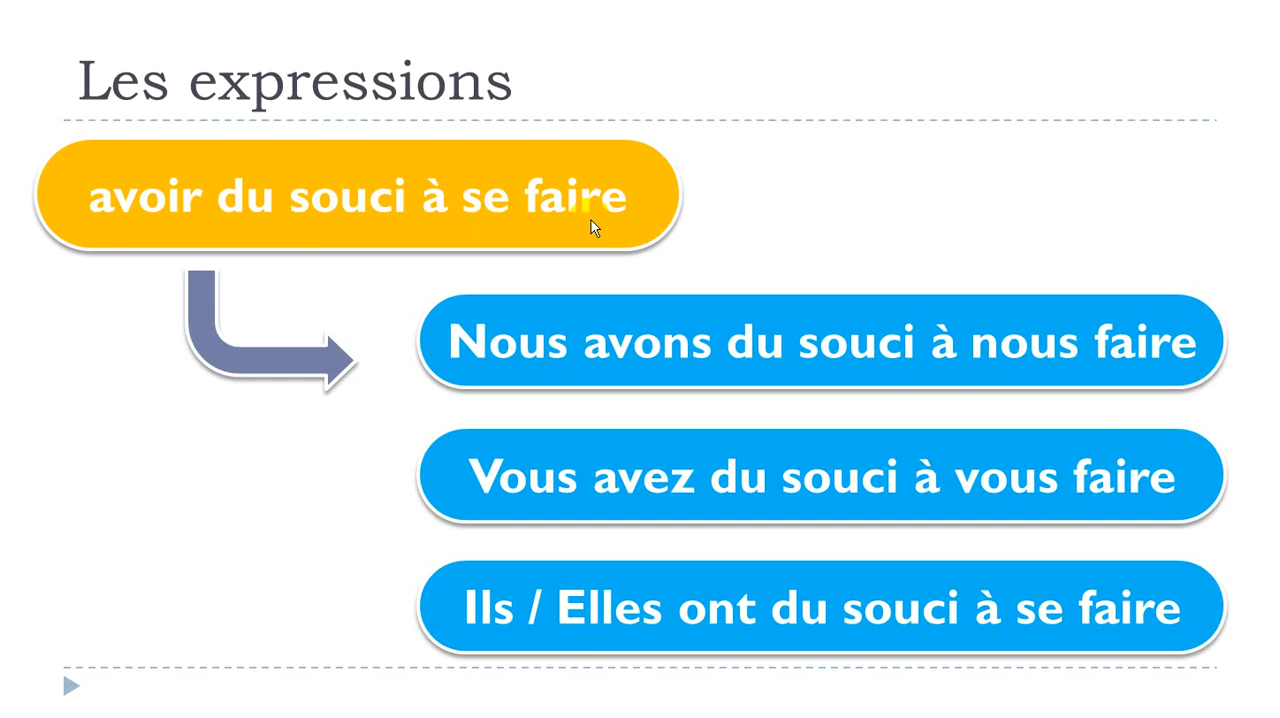 Les expressions
avoir du souci à se faire
Nous avons du souci à nous faire
Vous avez du souci à vous faire
Ils / Elles ont du souci à se faire